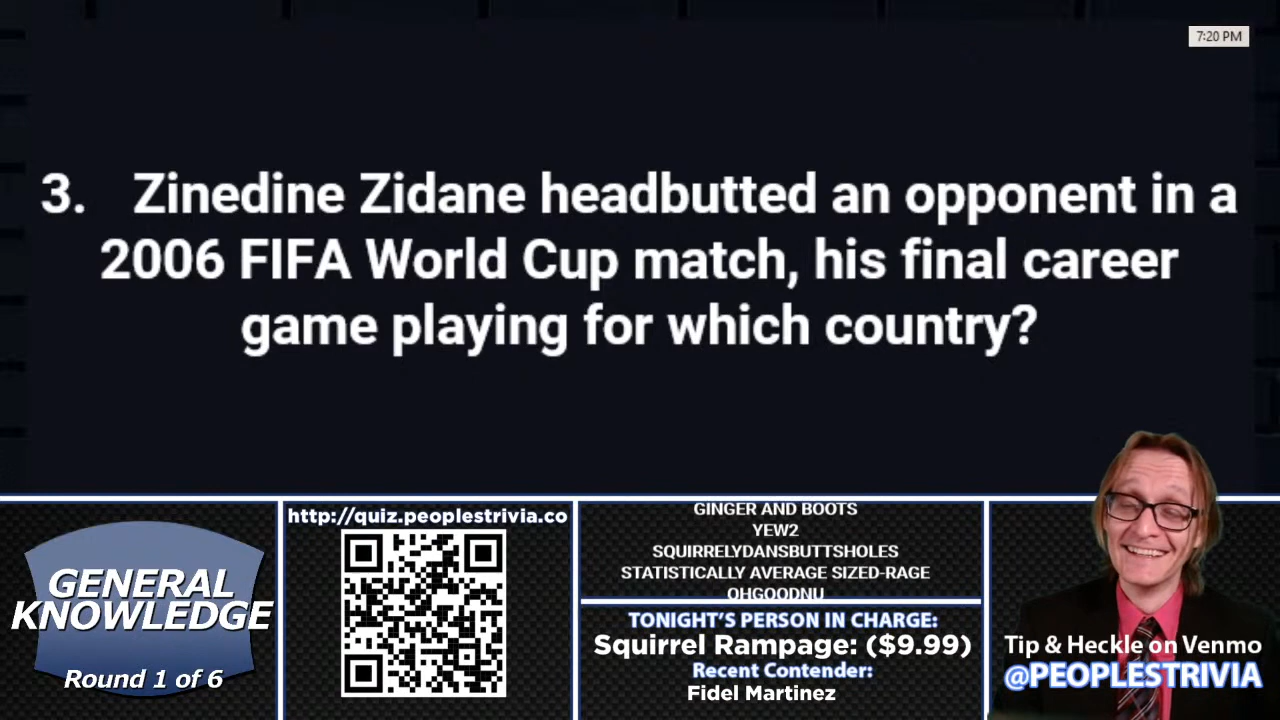 7:20 PM
3. Zinedine Zidane headbutted an opponent in a
2006 FIFA World Cup match, his final career
game playing for which country?
GENERAL
KNOWLEDGE
Round 1 of 6
http://quiz.peoplestrivia.co
GINGER AND BOOTS
YEW2
SQUIRRELYDANSBUTTSHOLES
STATISTICALLY AVERAGE SIZED-RAGE
OHGOODNU
TONIGHT'S PERSON IN CHARGE:
Squirrel Rampage: ($9.99)
Recent Contender:
Fidel Martinez
Tip & Heckle on Venmo
@PEOPLESTRIVIA